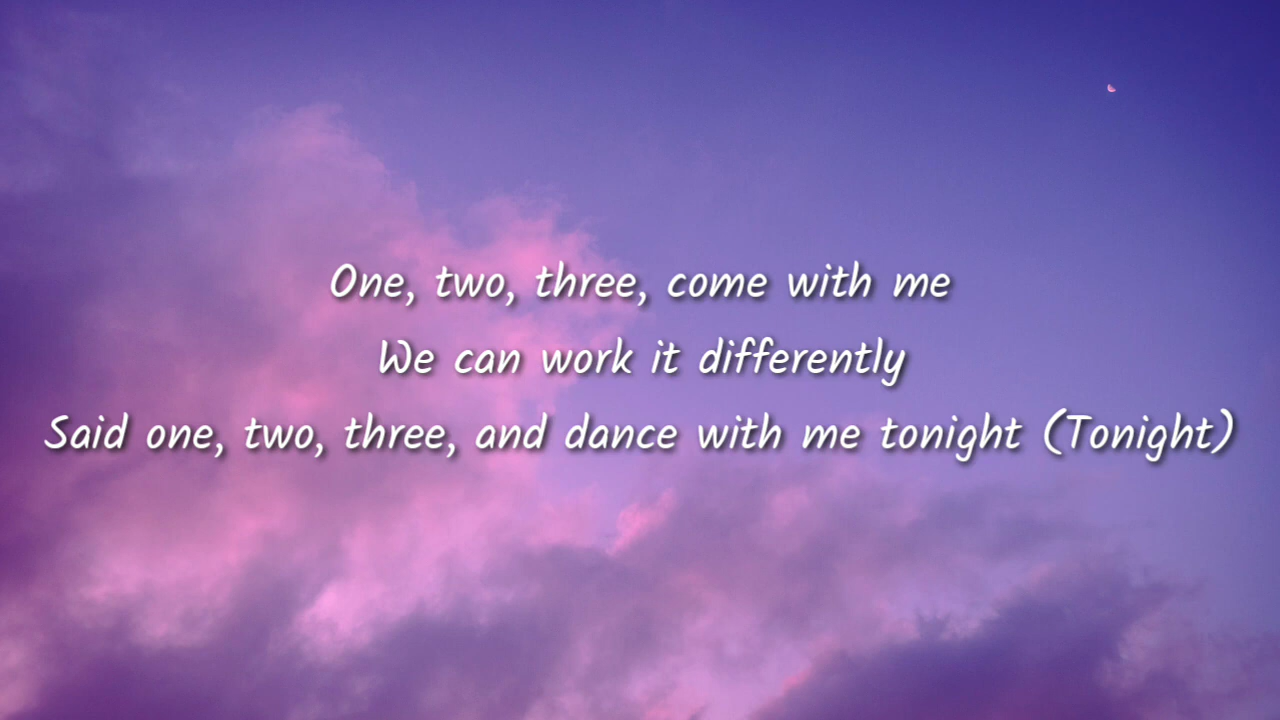 One, two, three, come with me
We can work it differently
Said one, two, three, and dance with me tonight (Tonight)